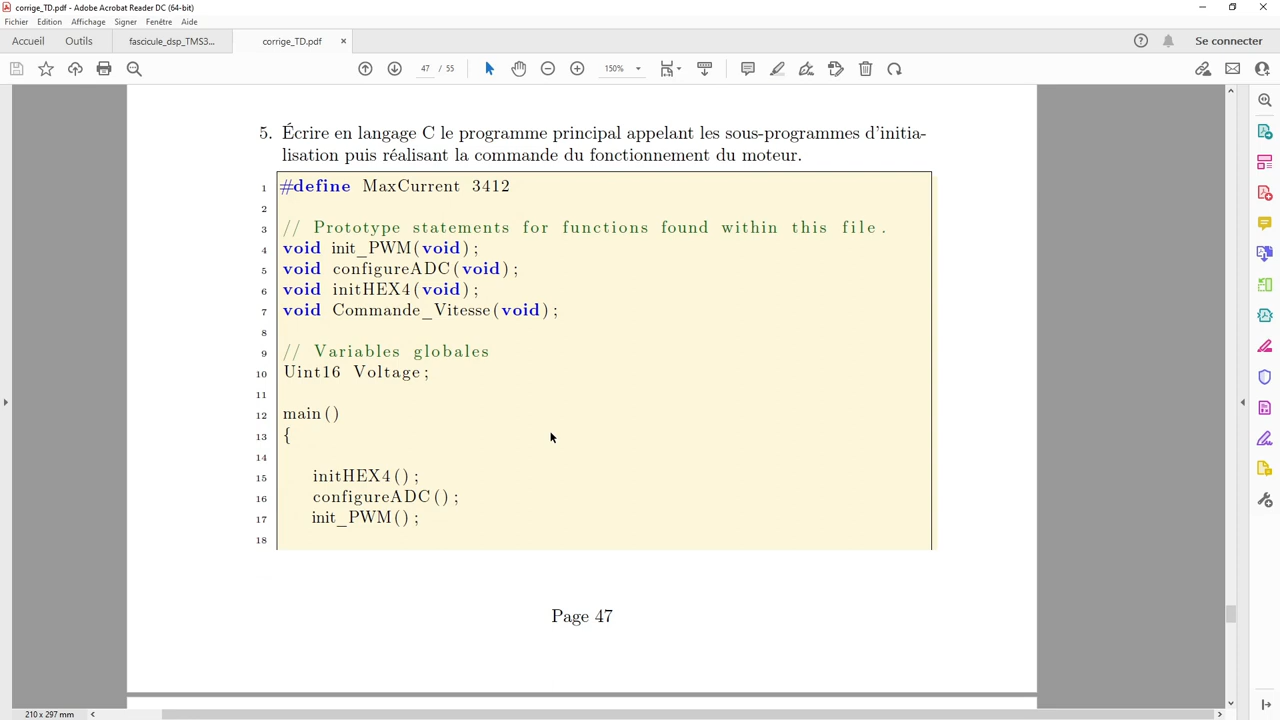 corrige_TD.pdf - Adobe Acrobat Reader DC (64-bit)
Fichier Edition Affichage Signer Fenêtre Aide
Accueil Outils fascicule_dsp_TMS3... corrige_TD.pdf × Se connecter
47 / 55 150%
5. Écrire en langage C le programme principal appelant les sous-programmes d'initia-
lisation puis réalisant la commande du fonctionnement du moteur.
1 #define MaxCurrent 3412
2
3 // Prototype statements for functions found within this file.
4 void init_PWM(void);
5 void configureADC(void);
6 void initHEX4(void);
7 void Commande_Vitesse(void);
8
9 // Variables globales
10 Uint16 Voltage;
11
12 main()
13 {
14
15 initHEX4();
16 configureADC();
17 init_PWM();
18
Page 47
210 x 297 mm